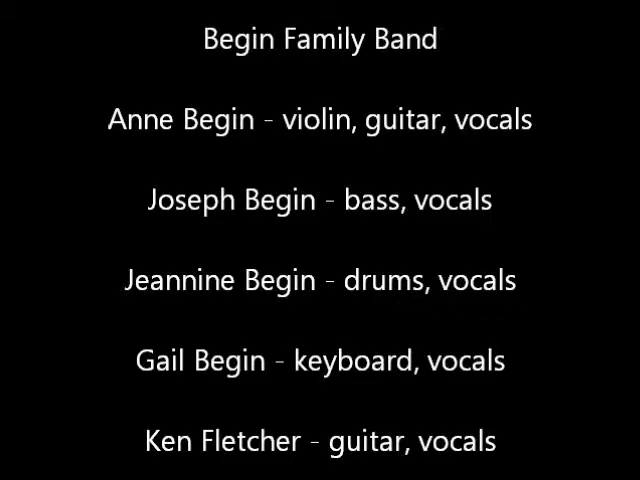 Begin Family Band
Anne Begin - violin, guitar, vocals
Joseph Begin - bass, vocals
Jeannine Begin - drums, vocals
Gail Begin - keyboard, vocals
Ken Fletcher - guitar, vocals